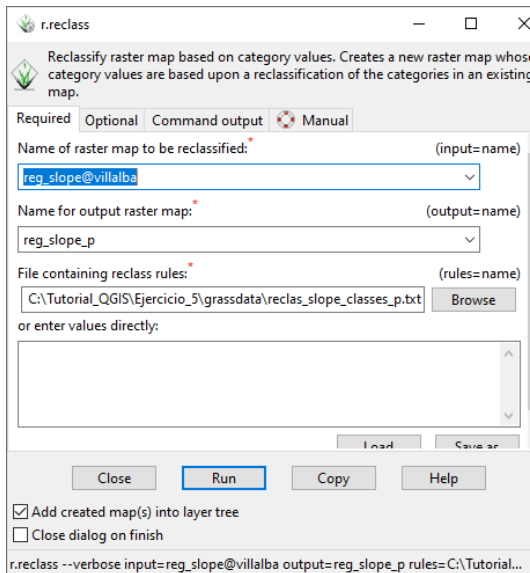 r.reclass
Reclassify raster map based on category values. Creates a new raster map whose
category values are based upon a reclassification of the categories in an existing
map.
Required Optional Command output Manual
Name of raster map to be reclassified:* (input=name)
reg_slope@villalba
Name for output raster map:* (output=name)
reg_slope_p
File containing reclass rules:* (rules=name)
C:\Tutorial_QGIS\Ejercicio_5\grassdata\reclas_slope_classes_p.txt Browse
or enter values directly:
Load Save as
Close Run Copy Help
Add created map(s) into layer tree
Close dialog on finish
r.reclass --verbose input=reg_slope@villalba output=reg_slope_p rules=C:\Tutorial...